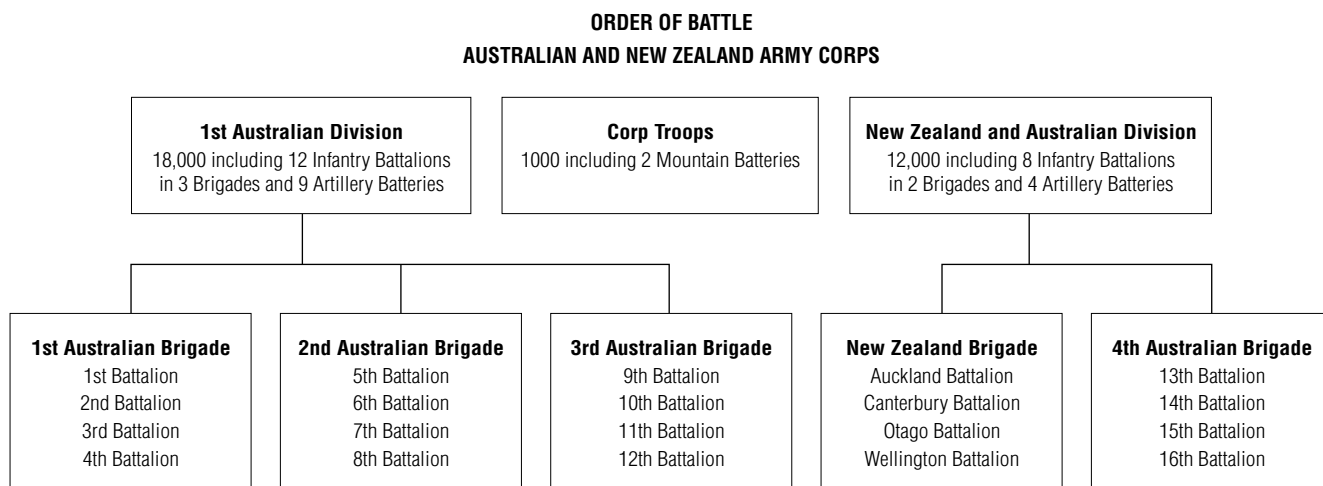 ORDER OF BATTLE
AUSTRALIAN AND NEW ZEALAND ARMY CORPS
1st Australian Division
18,000 including 12 Infantry Battalions
in 3 Brigades and 9 Artillery Batteries
Corp Troops
1000 including 2 Mountain Batteries
New Zealand and Australian Division
12,000 including 8 Infantry Battalions
in 2 Brigades and 4 Artillery Batteries
1st Australian Brigade
1st Battalion
2nd Battalion
3rd Battalion
4th Battalion
2nd Australian Brigade
5th Battalion
6th Battalion
7th Battalion
8th Battalion
3rd Australian Brigade
9th Battalion
10th Battalion
11th Battalion
12th Battalion
New Zealand Brigade
Auckland Battalion
Canterbury Battalion
Otago Battalion
Wellington Battalion
4th Australian Brigade
13th Battalion
14th Battalion
15th Battalion
16th Battalion